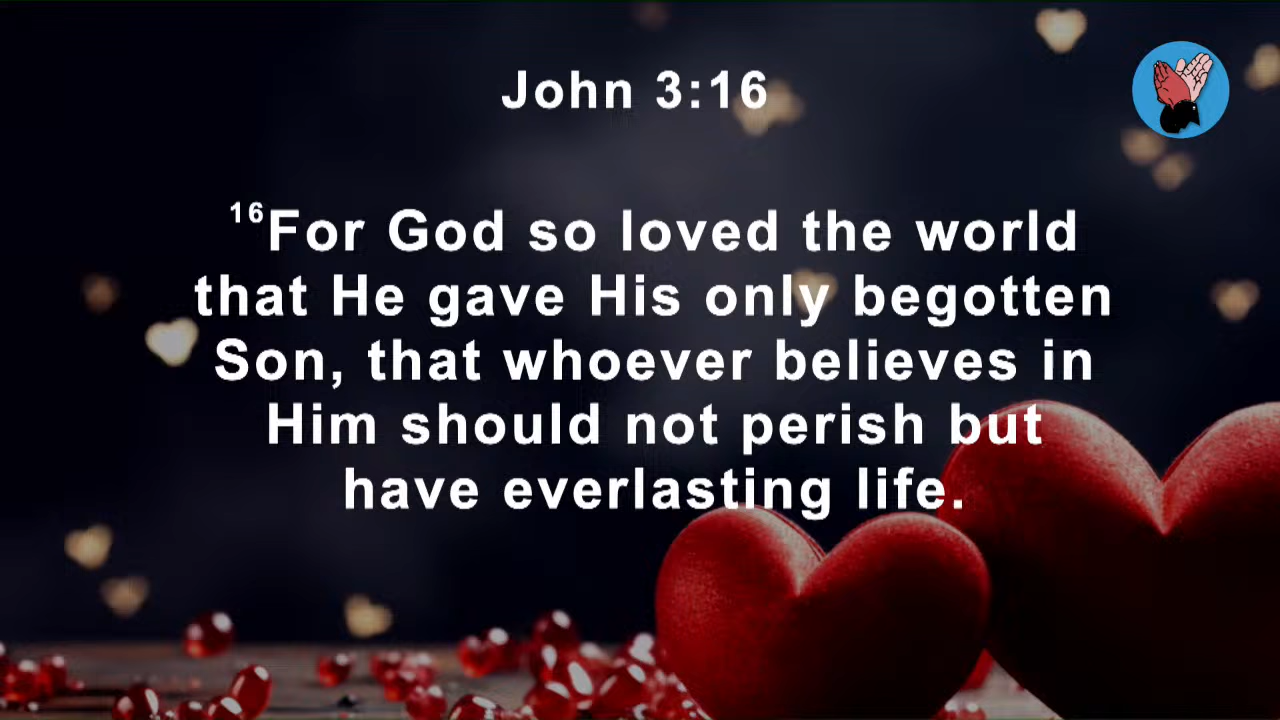 John 3:16
16For God so loved the world
that He gave His only begotten
Son, that whoever believes in
Him should not perish but
have everlasting life.